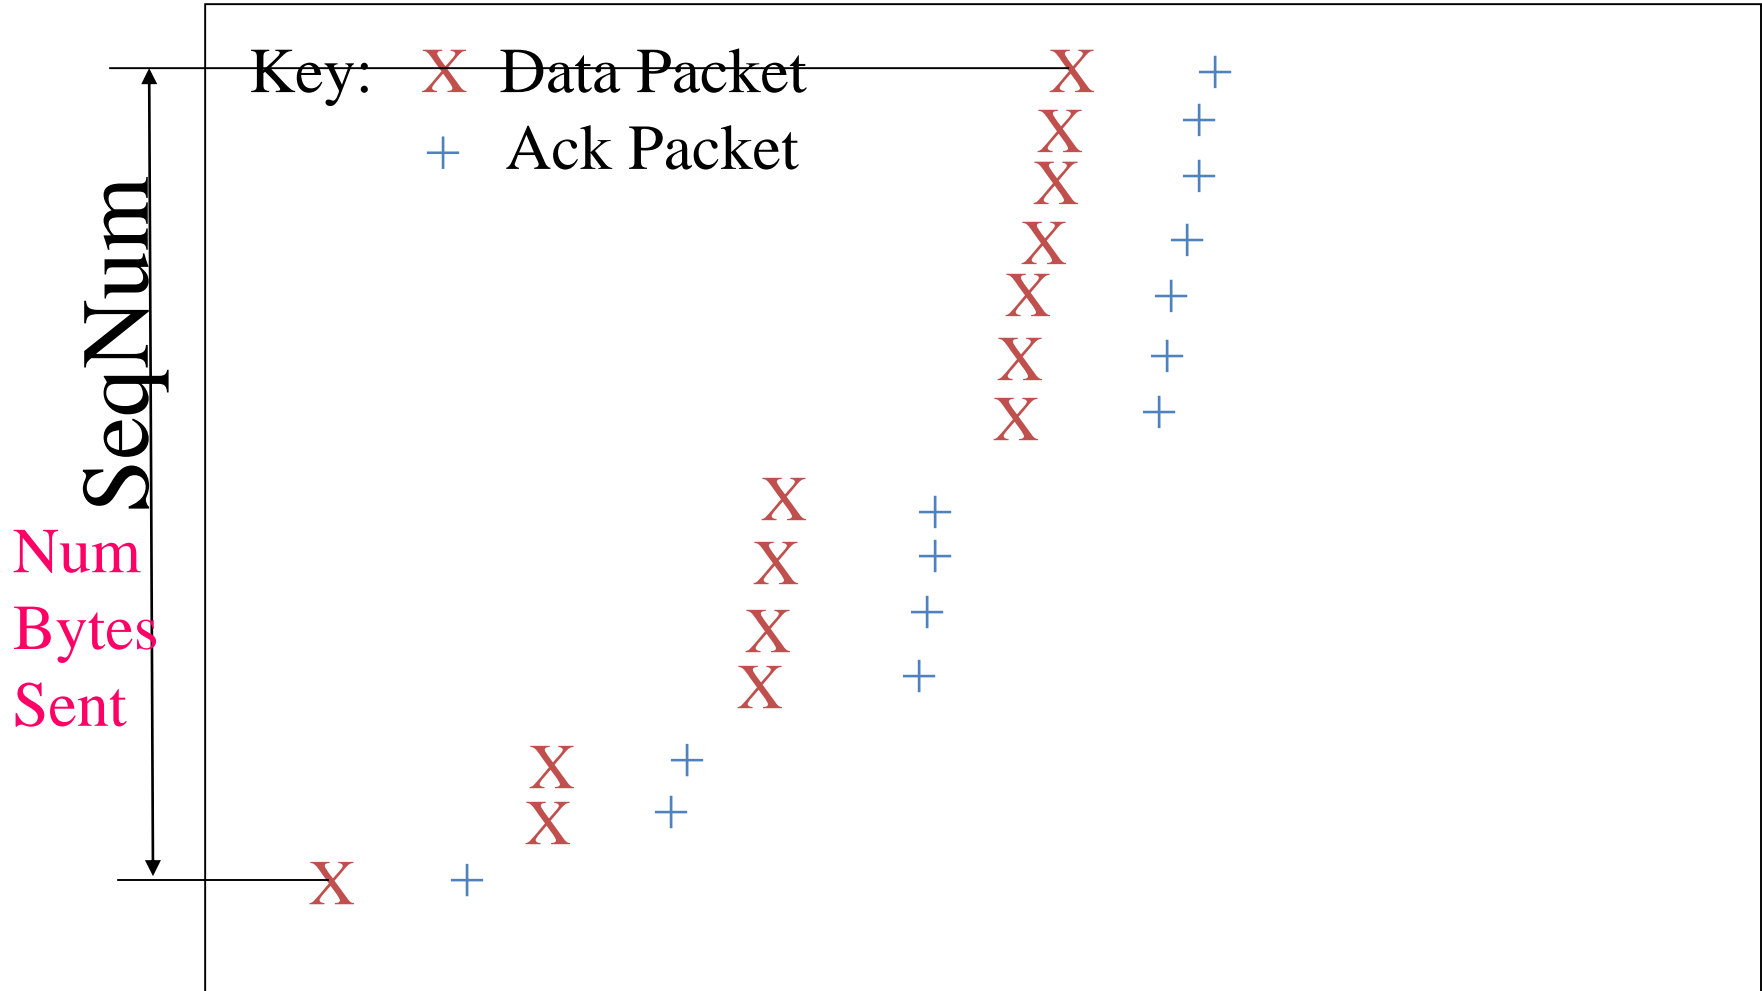 Key: X Data Packet
+ Ack Packet
SeqNum
Num
Bytes
Sent
X +
X +
X +
X +
X +
X +
X +
X +
X +
X +
X +
X +
X +
X +